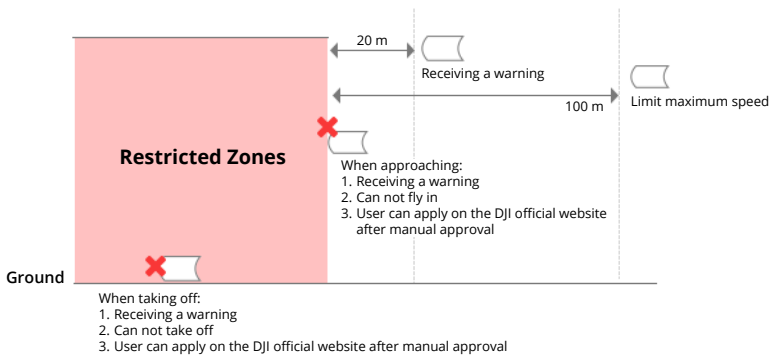 20 m
Receiving a warning
100 m
Limit maximum speed
Restricted Zones
When approaching:
1. Receiving a warning
2. Can not fly in
3. User can apply on the DJI official website
after manual approval
Ground
When taking off:
1. Receiving a warning
2. Can not take off
3. User can apply on the DJI official website after manual approval